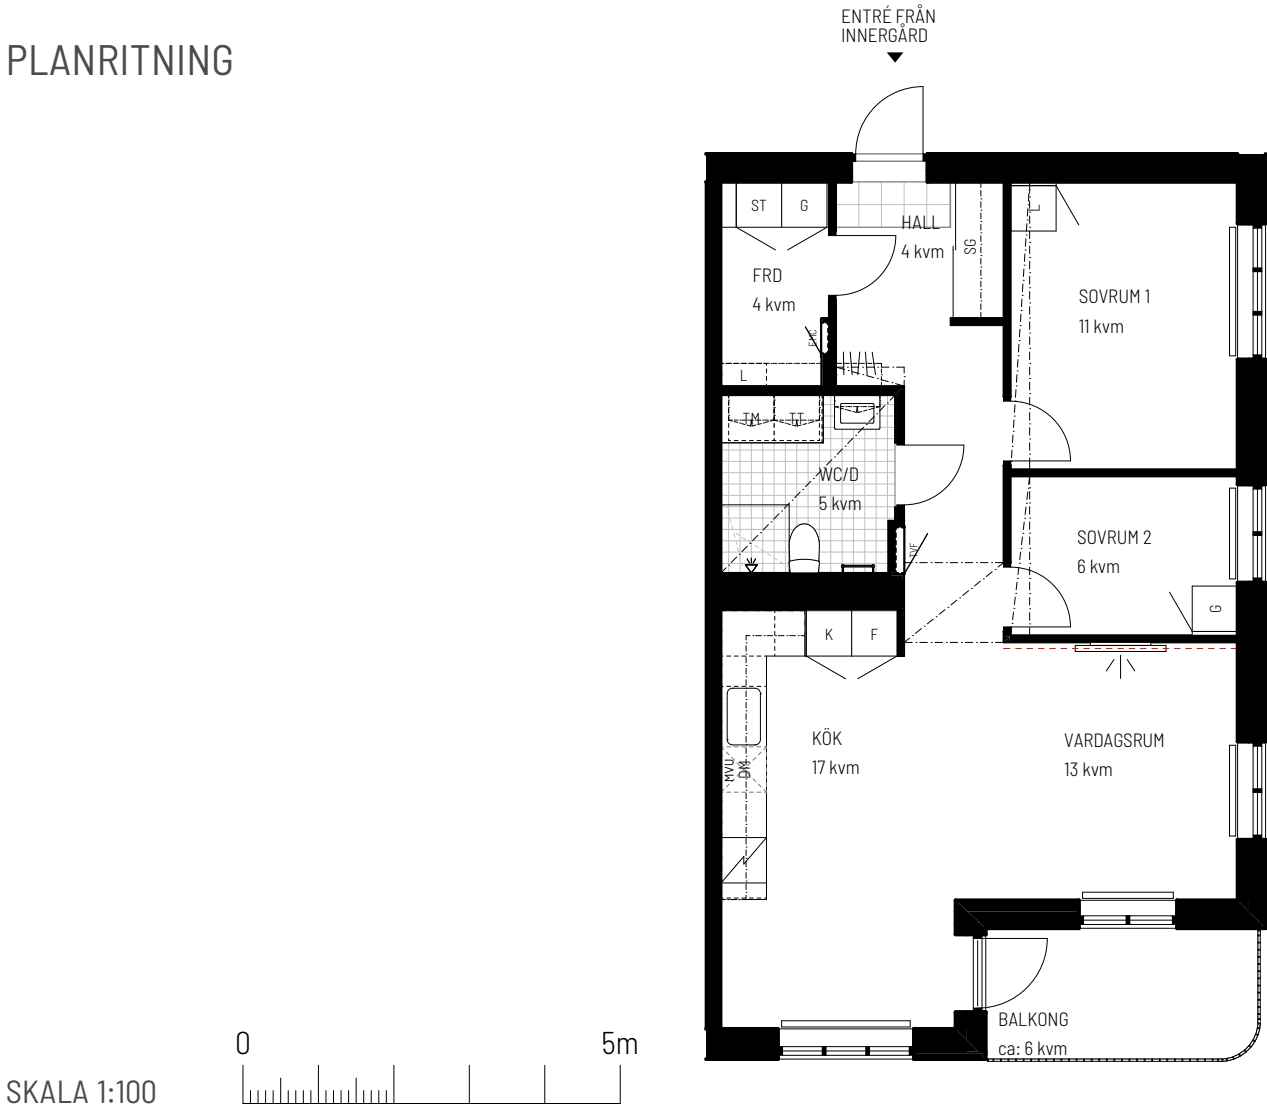 ENTRÉ FRÅN
INNERGÅRD
PLANRITNING
ST
G
HALL
4 kvm
SG
L
FRD
4 kvm
SOVRUM 1
11 kvm
L
TM
TT
WC/D
5 kvm
SOVRUM 2
6 kvm
G
K
F
KÖK
17 kvm
VARDAGSRUM
13 kvm
MVU
DM
BALKONG
ca: 6 kvm
0
5m
SKALA 1:100